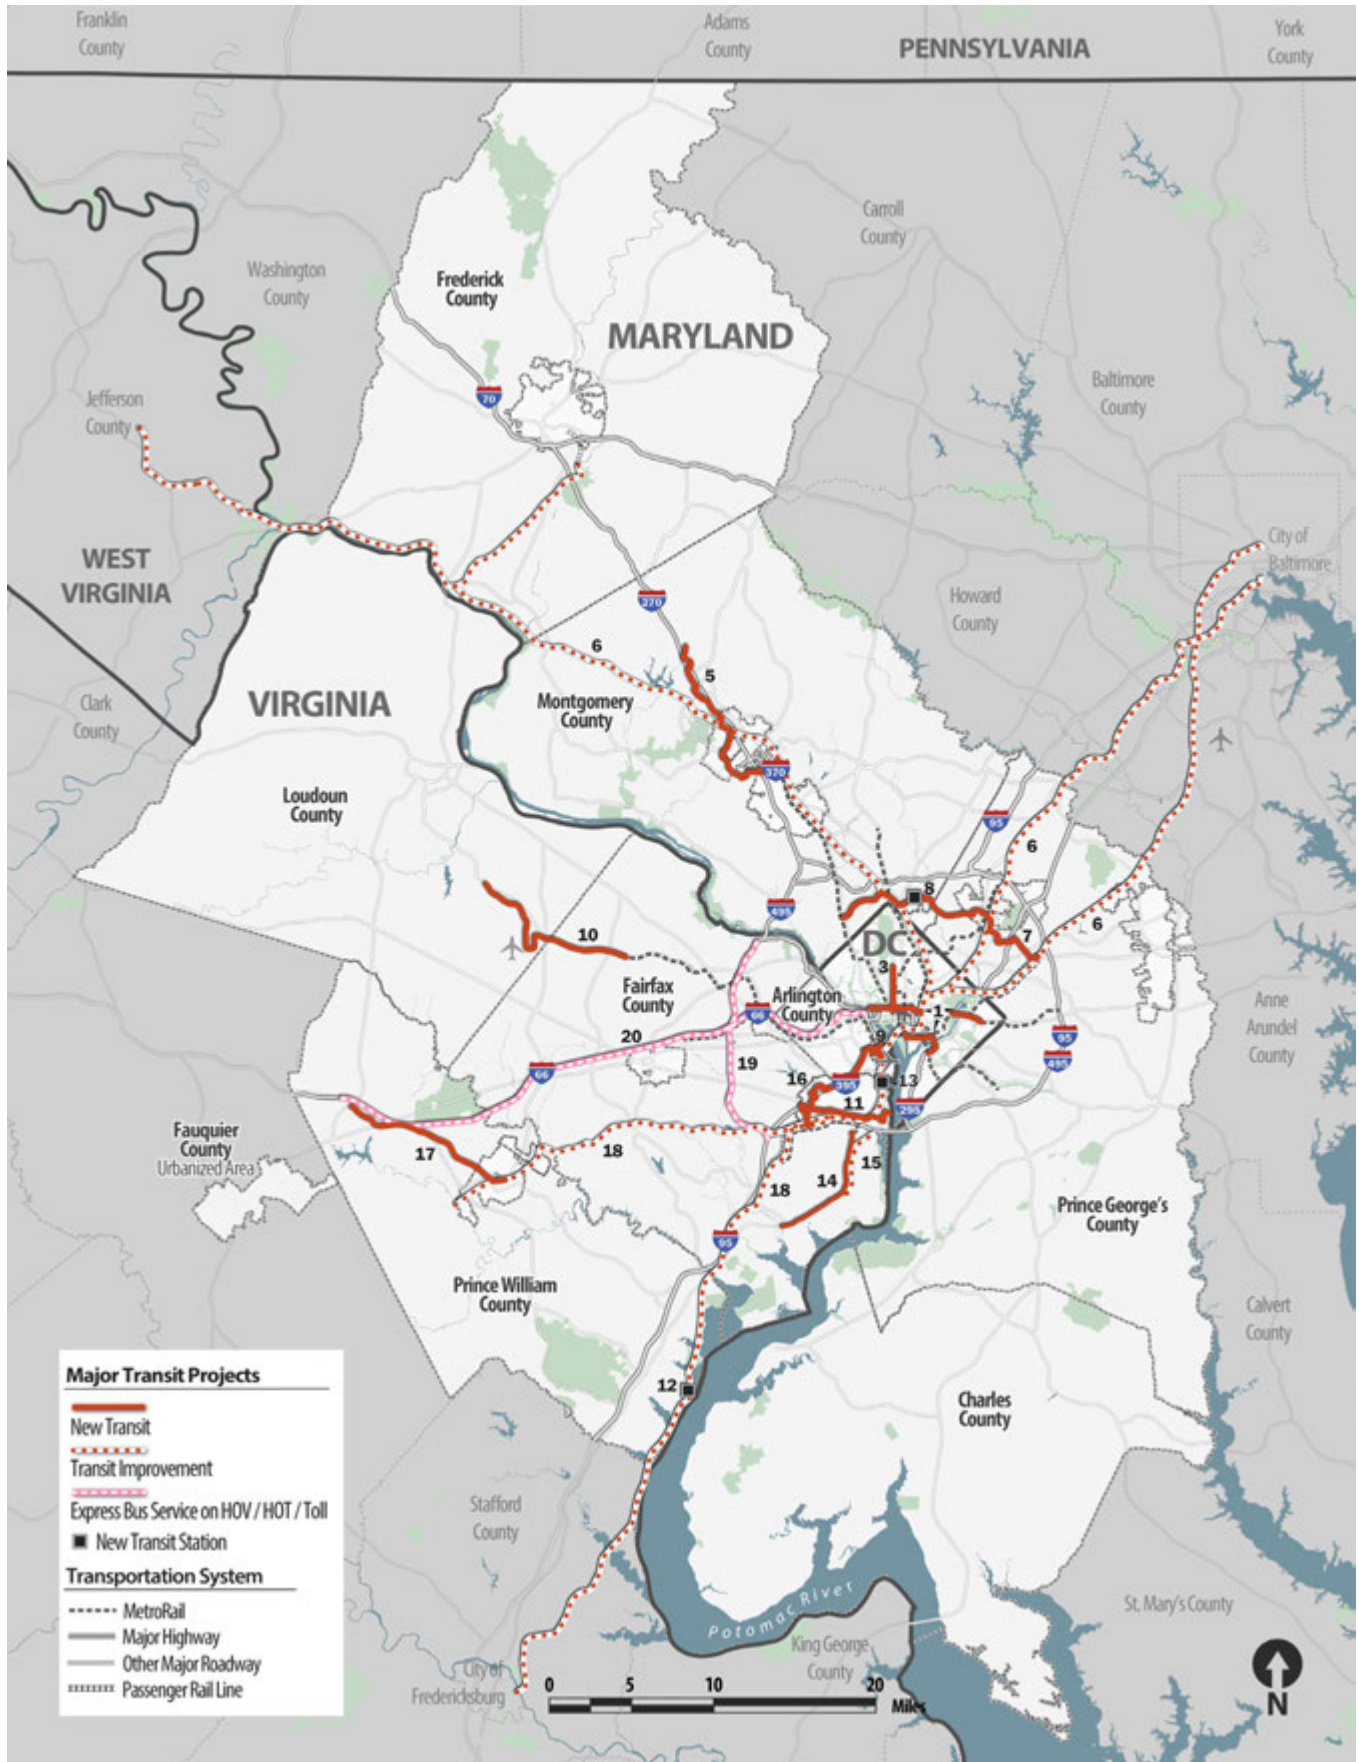 Franklin
County
Adams
County
PENNSYLVANIA
York
County
Carroll
County
Washington
County
Frederick
County
MARYLAND
Jefferson
County
70
Baltimore
County
City of
Baltimore
WEST
VIRGINIA
Howard
County
270
6
5
Clark
County
VIRGINIA
Montgomery
County
370
Loudoun
County
95
6
8
495
6
10
DC
7
3
Fairfax
County
Arlington
County
Anne
Arundel
County
66
1
20
9
95
495
19
66
16
395
13
11
295
Fauquier
County
Urbanized Area
17
18
15
14
18
Prince George's
County
95
Prince William
County
Calvert
County
12
Charles
County
Stafford
County
Potomac River
St. Mary's County
King George
County
City of
Fredericksburg
Major Transit Projects
New Transit
Transit Improvement
Express Bus Service on HOV / HOT / Toll
New Transit Station
Transportation System
MetroRail
Major Highway
Other Major Roadway
Passenger Rail Line
0 5 10 20
Miles
N